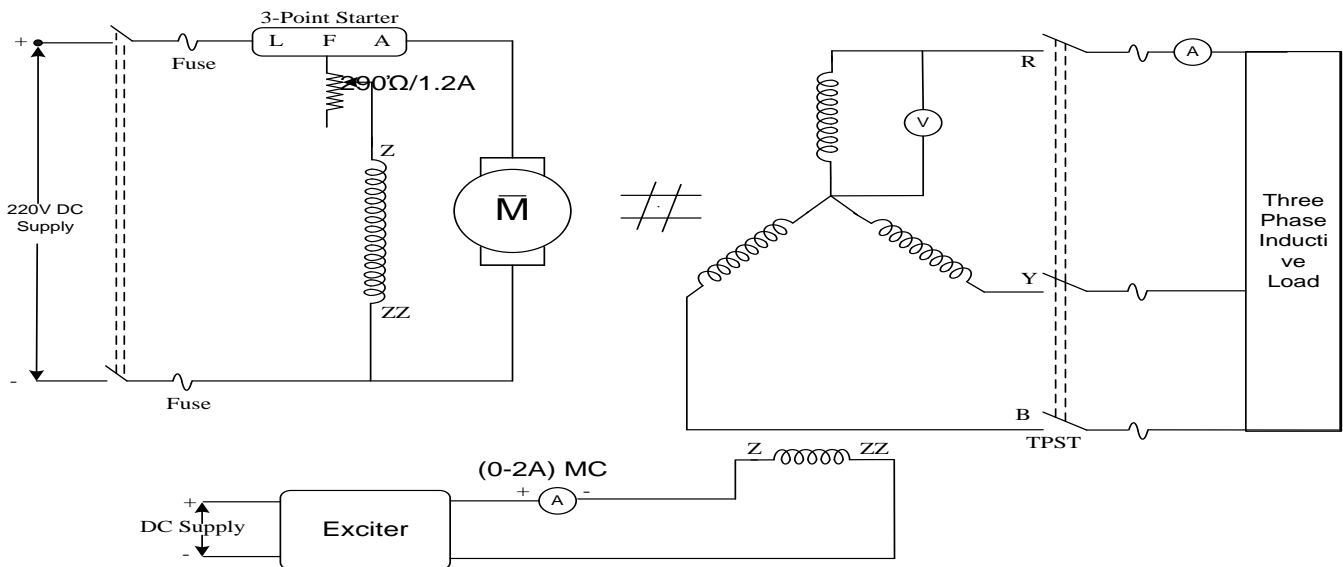 3-Point Starter
L F A
+
Fuse
290Ω/1.2A
Z
220V DC
Supply
M
ZZ
-
Fuse
R
V
A
Y
B
TPST
Three
Phase
Inducti
ve
Load
Z ZZ
(0-2A) MC
+ A -
+
DC Supply
-
Exciter